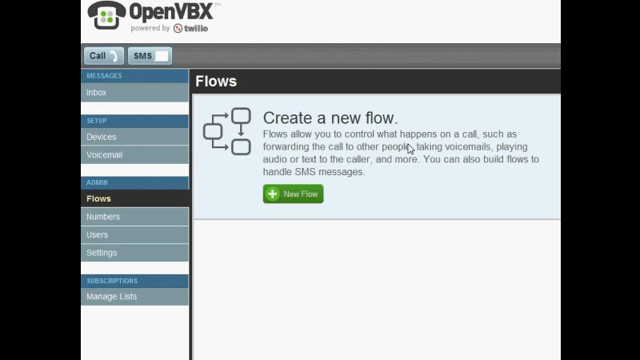 OpenVBX
powered by twilio
Call
SMS
MESSAGES
Inbox
SETUP
Devices
Voicemail
ADMIN
Flows
Numbers
Users
Settings
SUBSCRIPTIONS
Manage Lists
Flows
Create a new flow.
Flows allow you to control what happens on a call, such as
forwarding the call to other people, taking voicemails, playing
audio or text to the caller, and more. You can also build flows to
handle SMS messages.
New Flow